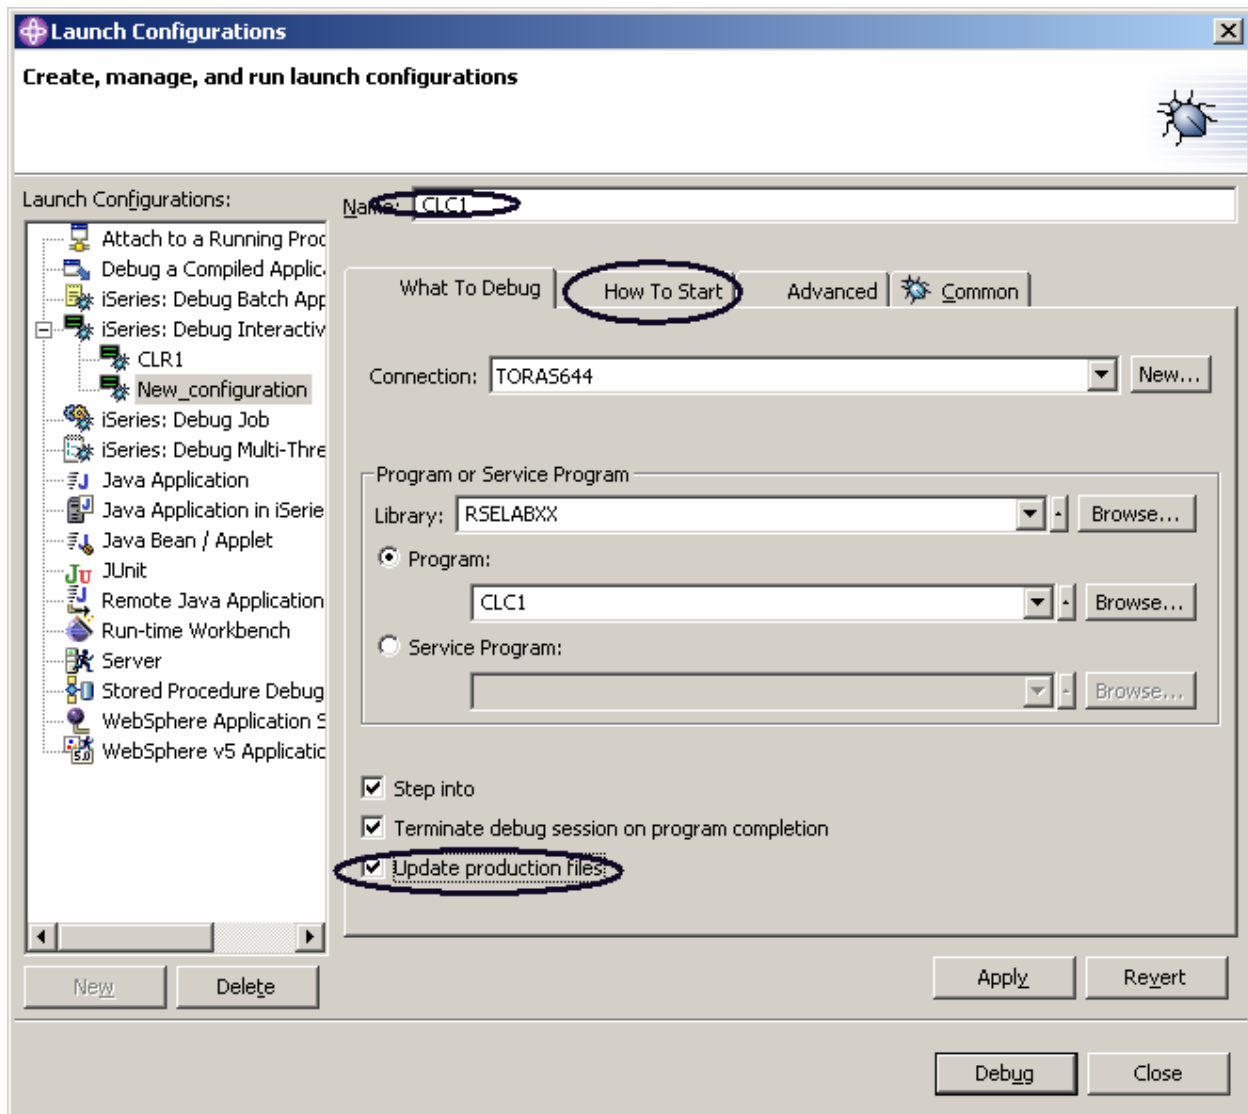 Launch Configurations
Create, manage, and run launch configurations
Launch Configurations:
Attach to a Running Proc
Debug a Compiled Applic
iSeries: Debug Batch App
iSeries: Debug Interactiv
CLR1
New_configuration
iSeries: Debug Job
iSeries: Debug Multi-Thre
Java Application
Java Application in iSerie
Java Bean / Applet
JUnit
Remote Java Application
Run-time Workbench
Server
Stored Procedure Debug
WebSphere Application S
WebSphere v5 Applicatic
New
Delete
Name: CLC1
What To Debug
How To Start
Advanced
Common
Connection: TORAS644 New...
Program or Service Program
Library: RSELABXX Browse...
Program:
CLC1 Browse...
Service Program:
Browse...
Step into
Terminate debug session on program completion
Update production files
Apply
Revert
Debug
Close